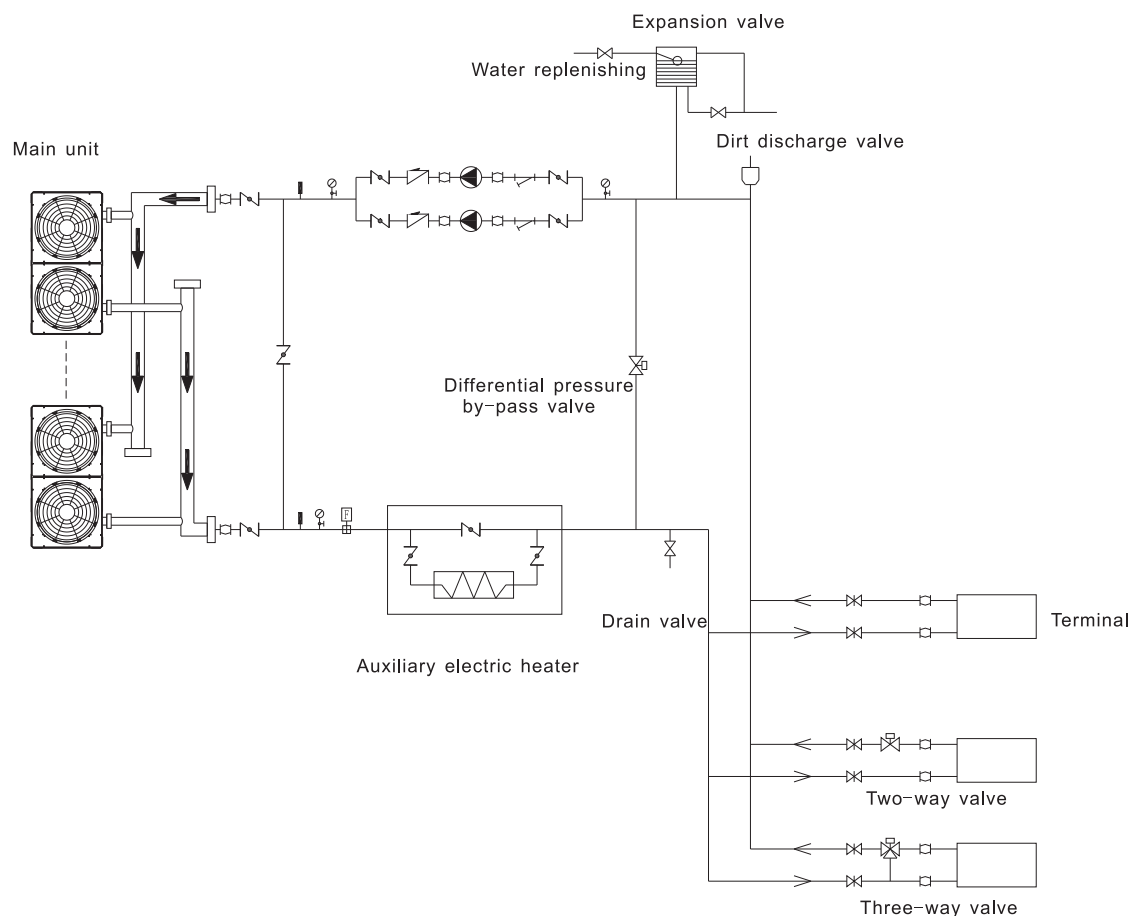 Expansion valve
Water replenishing
Dirt discharge valve
Main unit
Differential pressure
by-pass valve
F
Drain valve
Terminal
Auxiliary electric heater
Two-way valve
Three-way valve